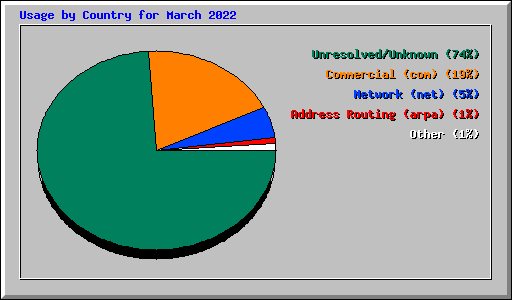 Usage by Country for March 2022
Unresolved/Unknown (74%)
Commercial (com) (19%)
Network (net) (5%)
Address Routing (arpa) (1%)
Other (1%)